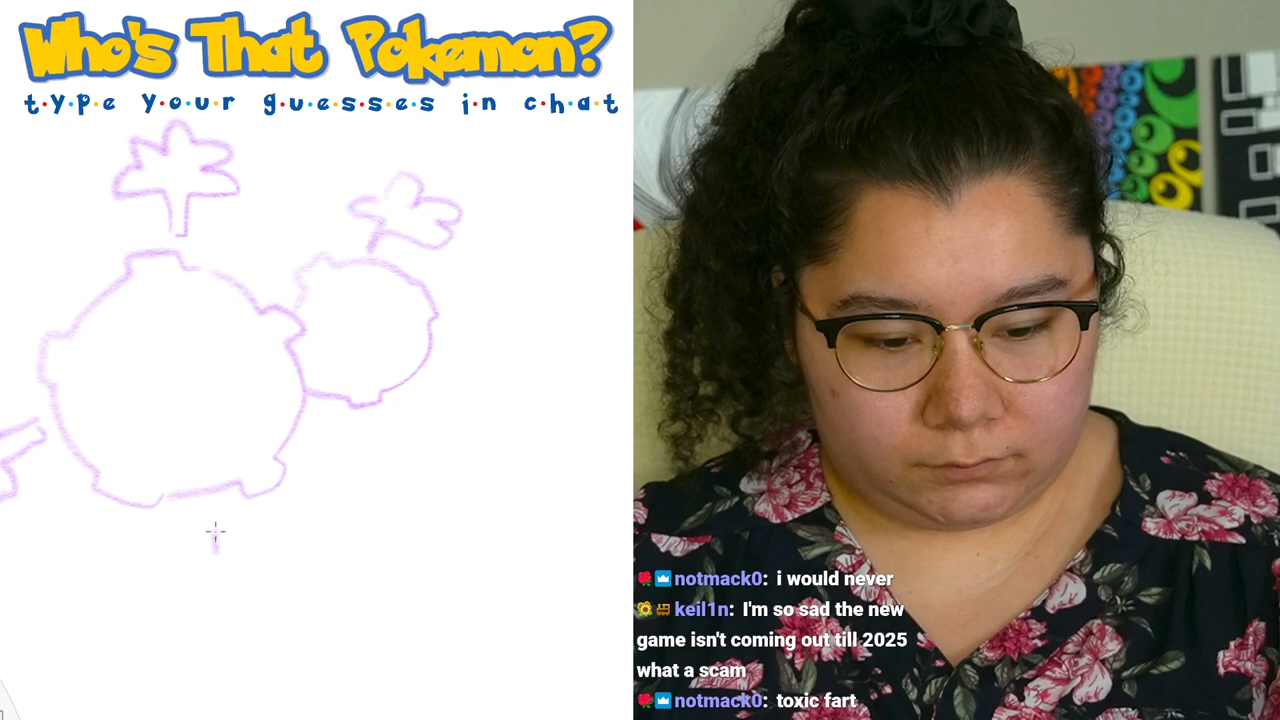 Who's That Pokemon?
type your guesses in chat
notmack0: i would never
keil1n: I'm so sad the new
game isn't coming out till 2025
what a scam
notmack0: toxic fart